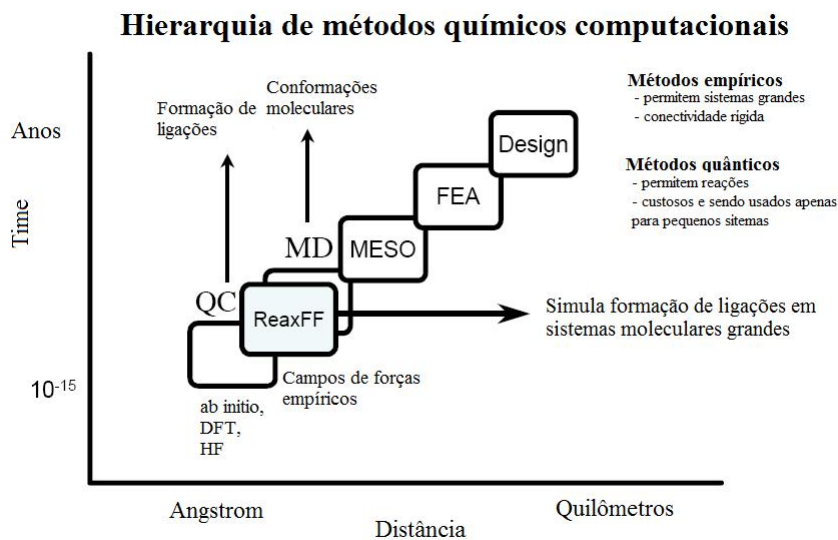 Hierarquia de métodos químicos computacionais
Conformações
moleculares
Formação de
ligações
Métodos empíricos
- permitem sistemas grandes
- conectividade rígida
Métodos quânticos
- permitem reações
- custosos e sendo usados apenas
para pequenos sitemas
Anos
Time
10-15
Design
FEA
MESO
MD
QC
ReaxFF
Simula formação de ligações em
sistemas moleculares grandes
Campos de forças
empíricos
ab initio,
DFT,
HF
Angstrom
Distância
Quilômetros